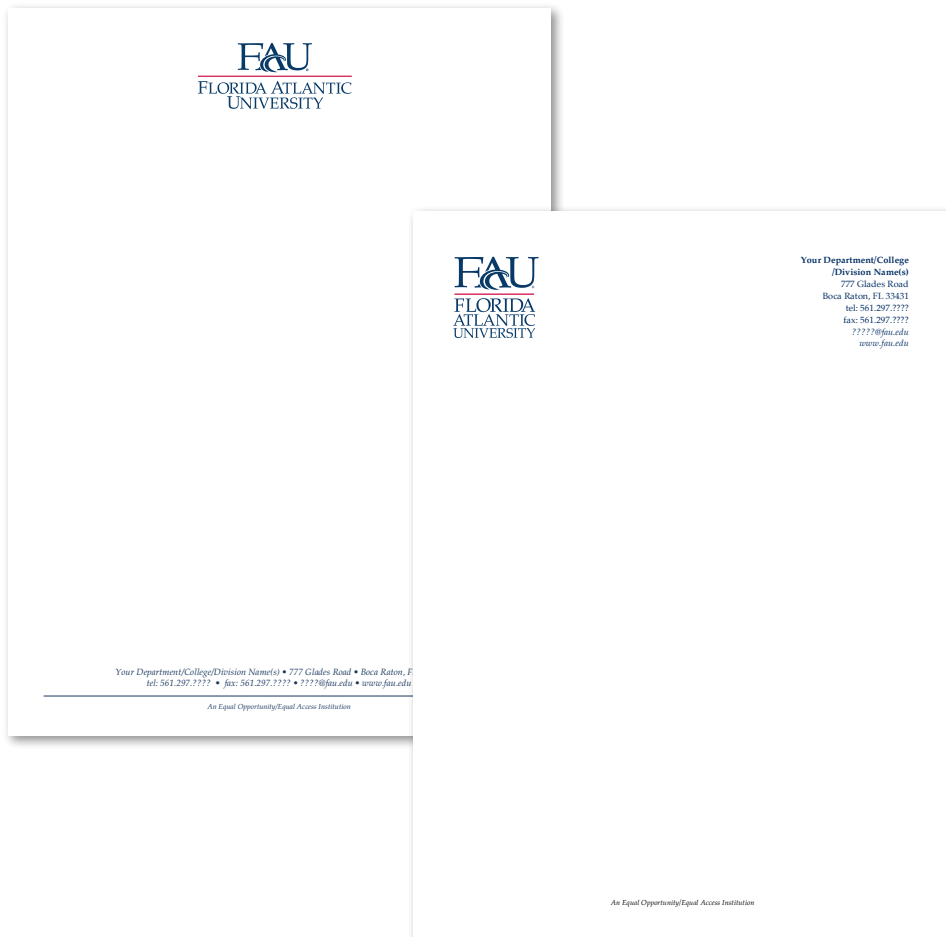 FAU
FLORIDA ATLANTIC
UNIVERSITY
Your Department/College/Division Name(s) • 777 Glades Road • Boca Raton,
tel: 561.297.???? • fax: 561.297.???? • ????@fau.edu • www.fau.edu
An Equal Opportunity/Equal Access Institution
FAU
FLORIDA
ATLANTIC
UNIVERSITY
Your Department/College
/Division Name(s)
777 Glades Road
Boca Raton, FL 33431
tel: 561.297.????
fax: 561.297.????
?????@fau.edu
www.fau.edu
An Equal Opportunity/Equal Access Institution